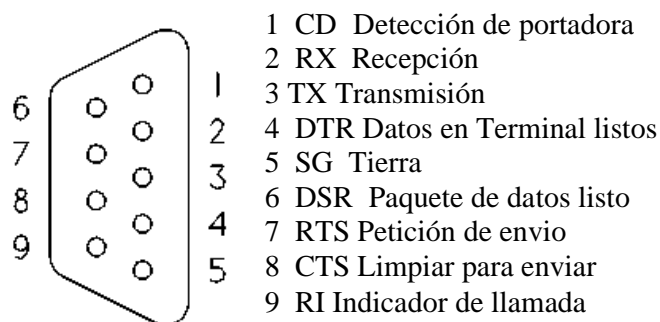 6
7
8
9
1
2
3
4
5
1 CD Detección de portadora
2 RX Recepción
3 TX Transmisión
4 DTR Datos en Terminal listos
5 SG Tierra
6 DSR Paquete de datos listo
7 RTS Petición de envio
8 CTS Limpiar para enviar
9 RI Indicador de llamada